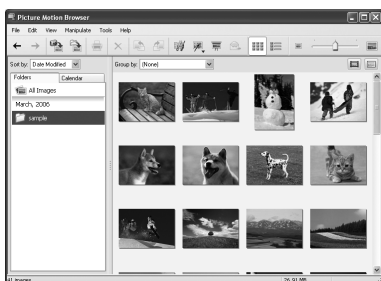 Picture Motion Browser
File Edit View Manipulate Tools Help
Sort by: Date Modified
Group by: (None)
Folders Calendar
All Images
March, 2006
sample
41 images
26.91 MB